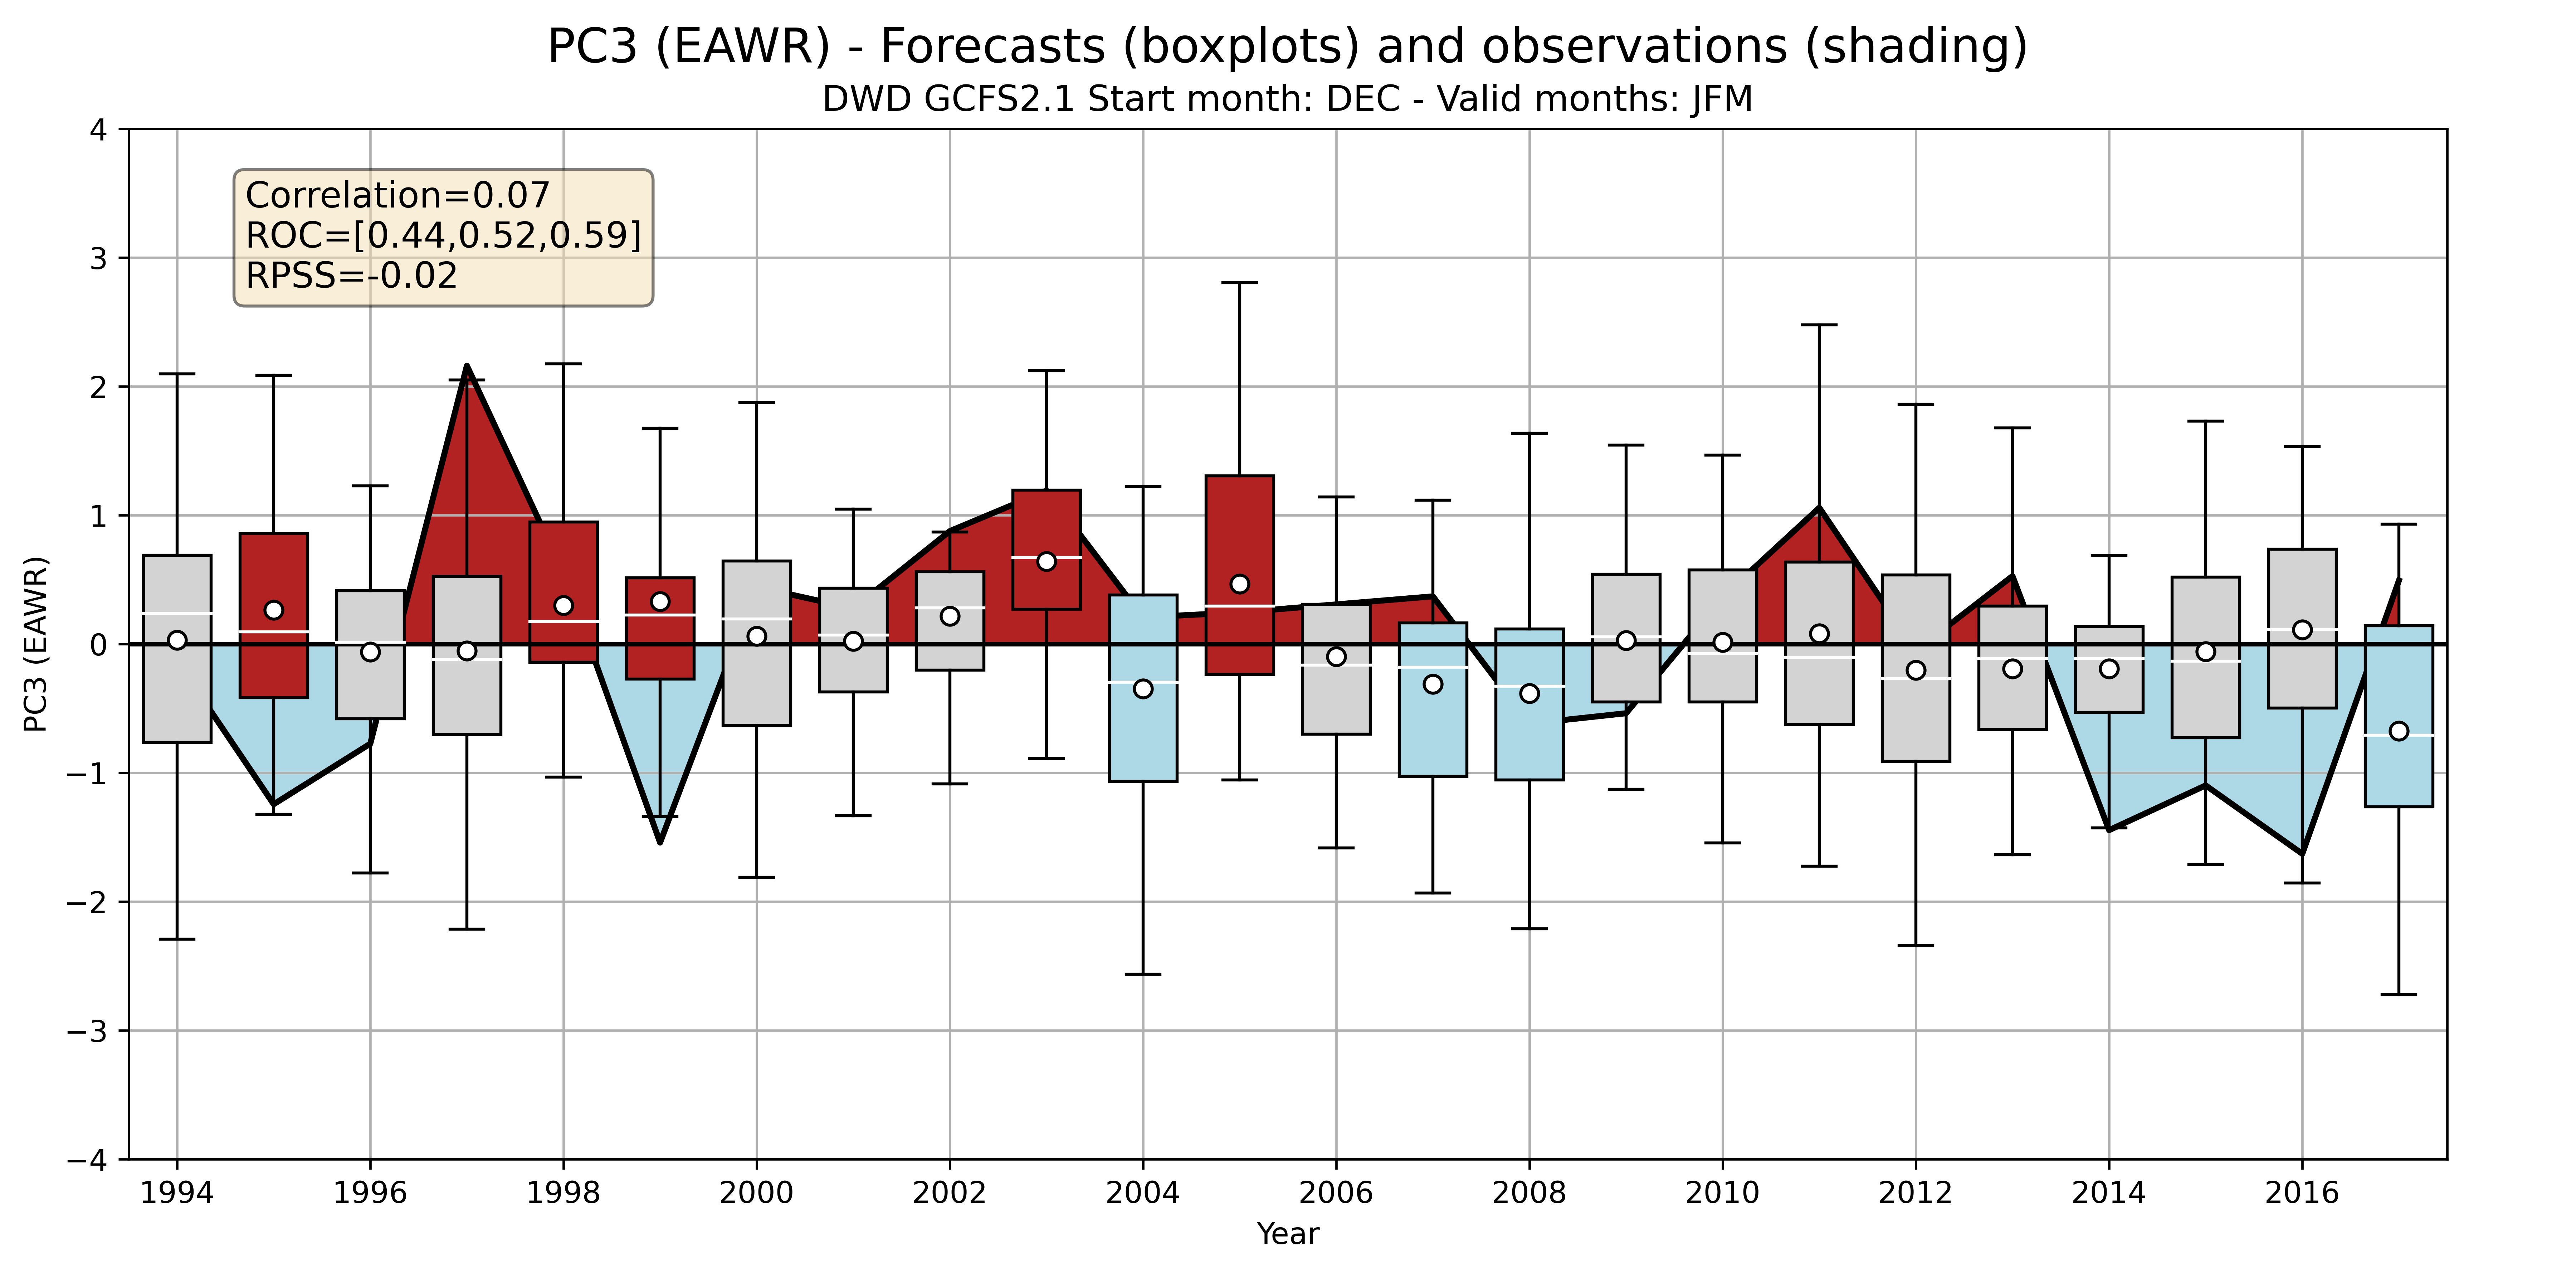 PC3 (EAWR) - Forecasts (boxplots) and observations (shading)
DWD GCFS2.1 Start month: DEC - Valid months: JFM
Correlation=0.07
ROC=[0.44,0.52,0.59]
RPSS=-0.02
PC3 (EAWR)
4
3
2
1
0
−1
−2
−3
−4
1994 1996 1998 2000 2002 2004 2006 2008 2010 2012 2014 2016
Year